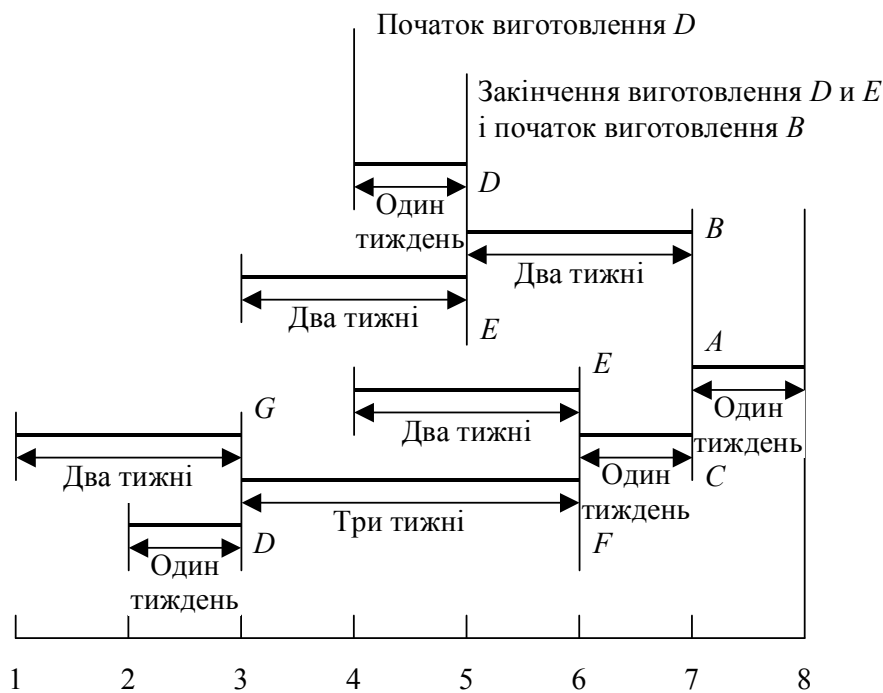 Початок виготовлення D
Закінчення виготовлення D и E
і початок виготовлення B
D
Один
тиждень
B
Два тижні
Два тижні
E
A
E
Один
тиждень
G
Два тижні
Два тижні
Один
тиждень
C
Три тижні
F
D
Один
тиждень
1 2 3 4 5 6 7 8